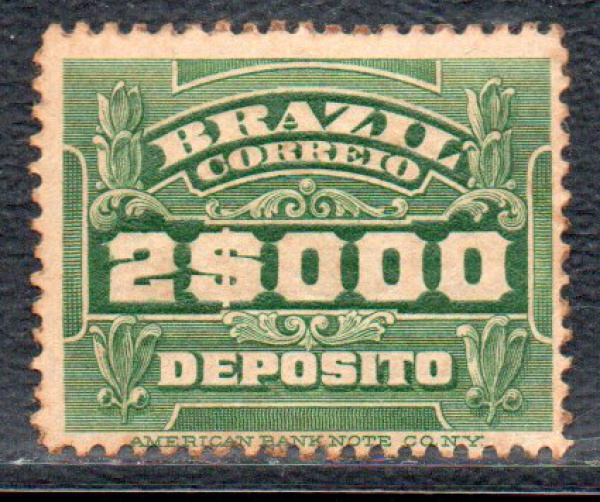 BRAZIL
CORREIO
2$000
DEPOSITO
AMERICAN BANK NOTE CO. N.Y.